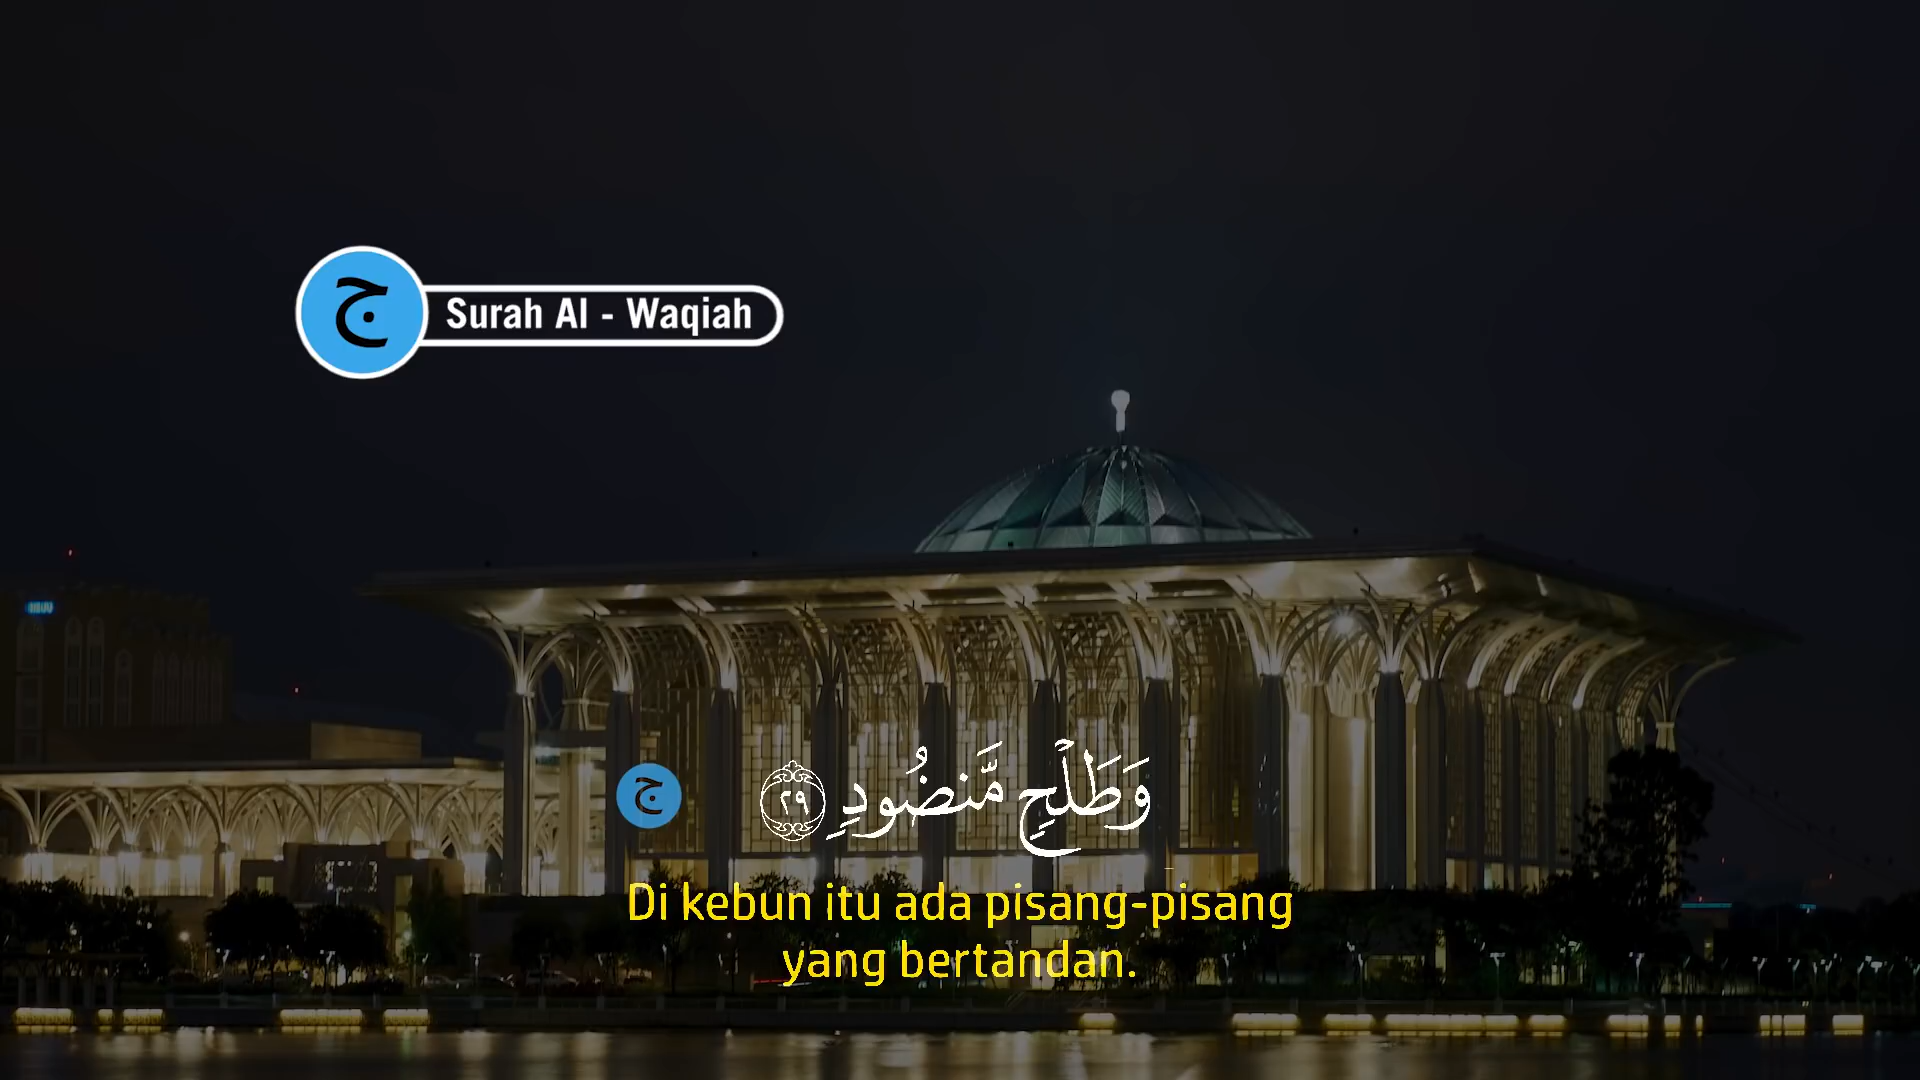 ج
Surah Al - Waqiah
ج
وَطَلْحٍ مَّنضُودٍ ٢٩
Di kebun itu ada pisang-pisang
yang bertandan.